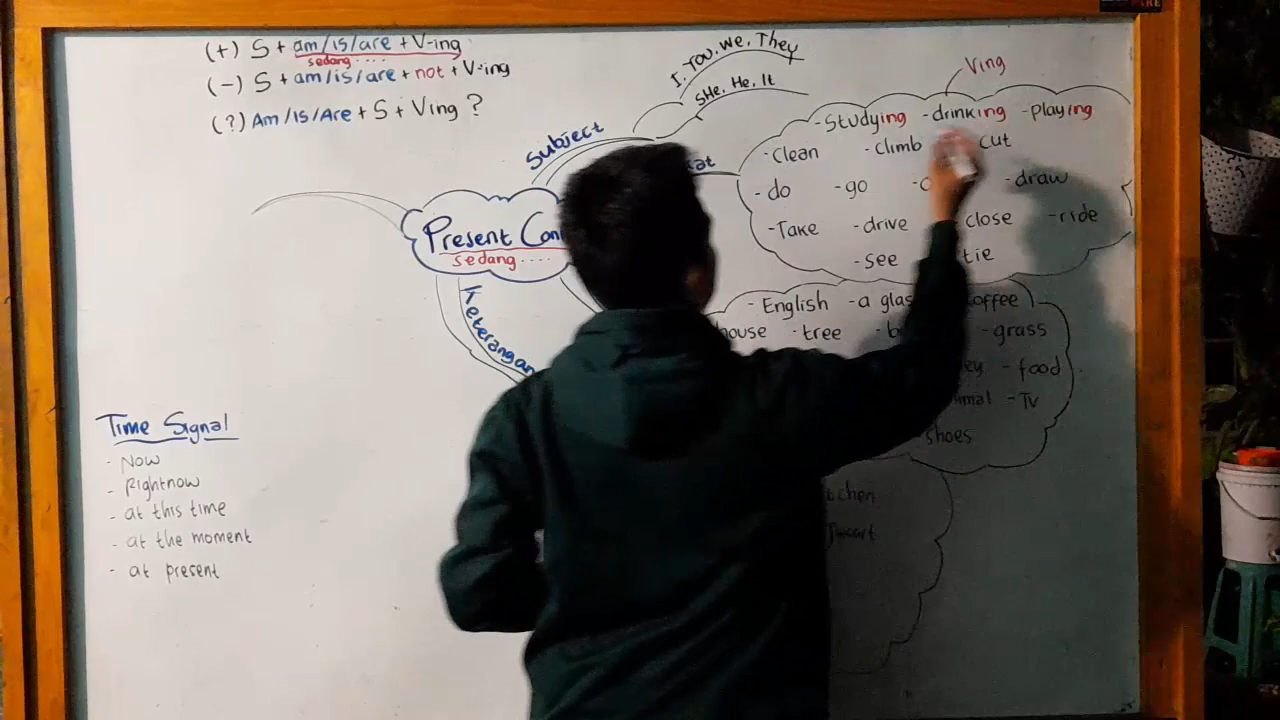 (+) S + am/is/are + V-ing
sedang ....
(-) S + am/is/are + not + V-ing
(?) Am/Is/Are + S + Ving ?
Subject
I, You, We, They
SHe, He, It
Ving
-Studying -drinking -playing
-Clean -climb cut
-do -go -draw
-Take -drive close -ride
-see tie
Present
sedang ....
Keterangan
- English -a coffee
house -tree -grass
- food
- TV
shoes
Time Signal
- Now
- Rightnow
- at this time
- at the moment
- at present